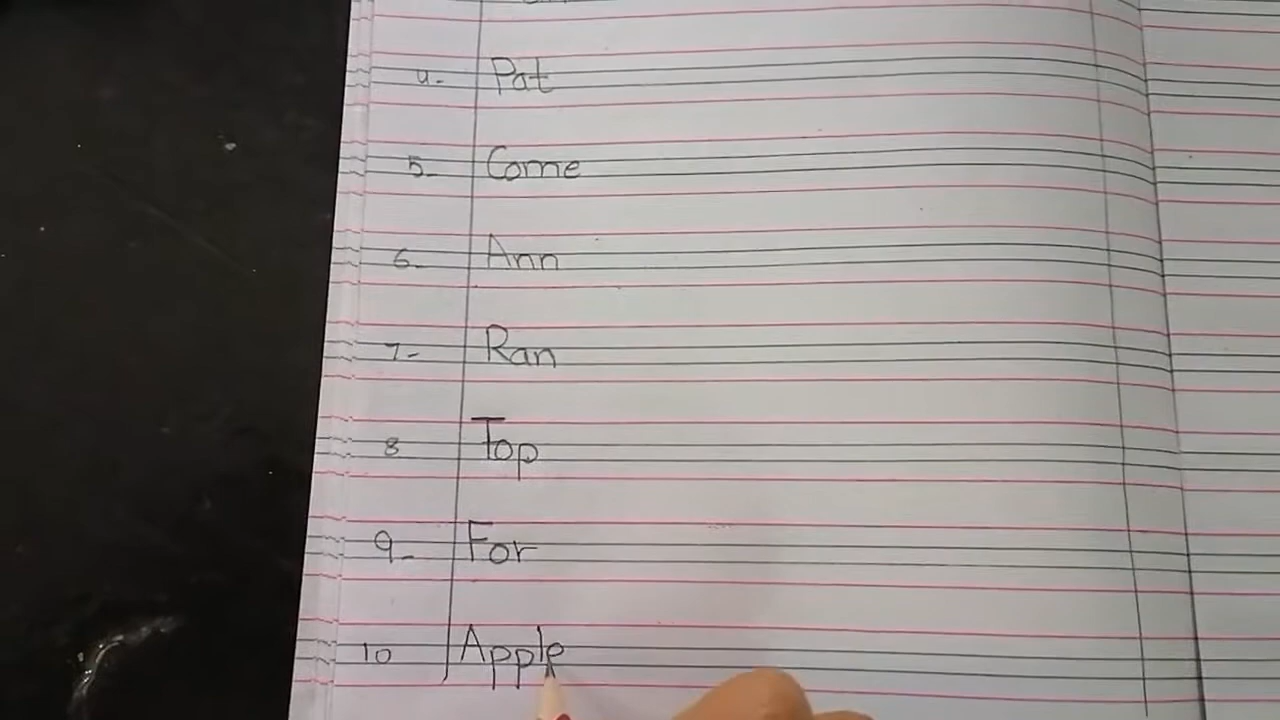 4- Pat
5- Come
6- Ann
7- Ran
8 Top
9- For
10 Apple